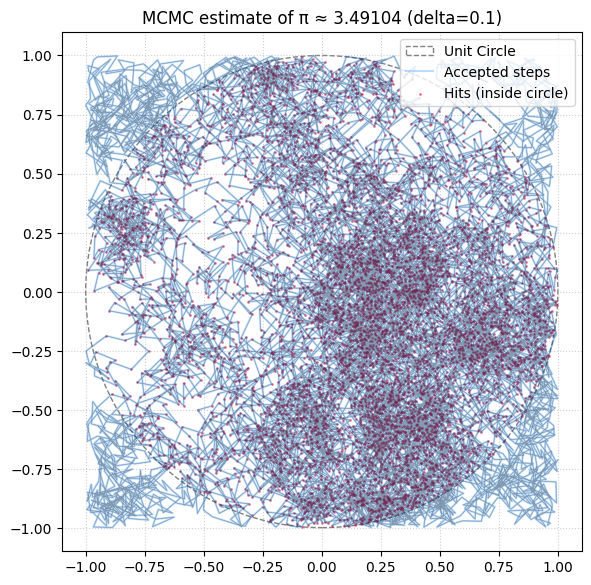 MCMC estimate of π ≈ 3.49104 (delta=0.1)
Unit Circle
Accepted steps
Hits (inside circle)
1.00
0.75
0.50
0.25
0.00
−0.25
−0.50
−0.75
−1.00
−1.00 −0.75 −0.50 −0.25 0.00 0.25 0.50 0.75 1.00